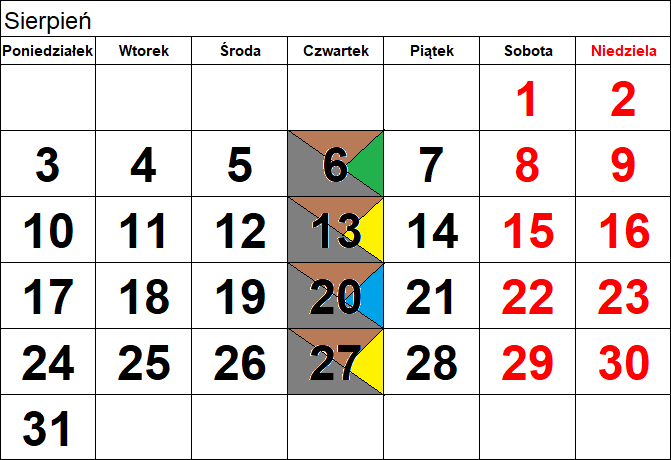 Sierpień
Poniedziałek Wtorek Środa Czwartek Piątek Sobota Niedziela
1 2
3 4 5 6 7 8 9
10 11 12 13 14 15 16
17 18 19 20 21 22 23
24 25 26 27 28 29 30
31